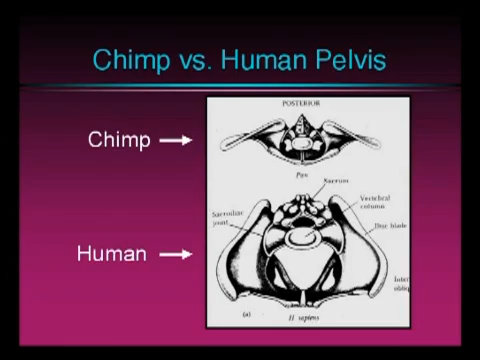 Chimp vs. Human Pelvis
POSTERIOR
Chimp
Pan
Sacrum
Vertebral
column
Sacroiliac
joint
Iliac blade
Human
(a)
H. sapiens